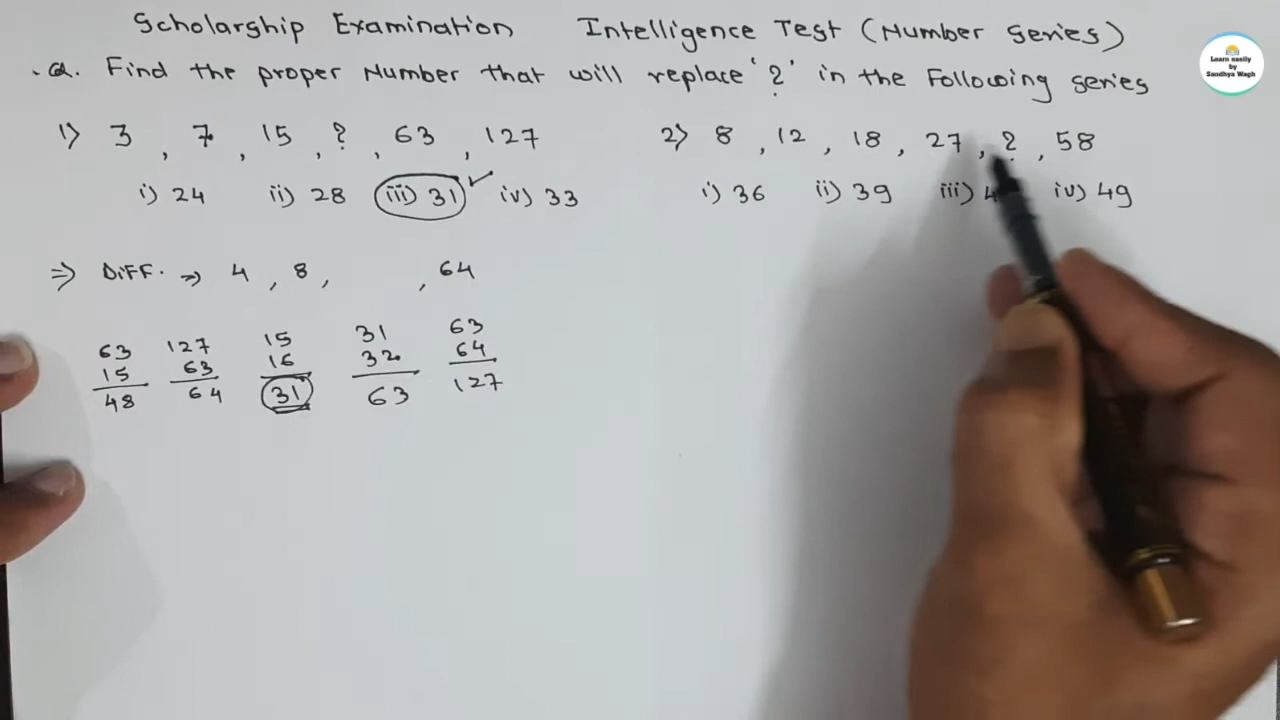 Scholarship Examination Intelligence Test (Number Series)
Q. Find the proper Number that will replace '?' in the Following series
Learn easily
by
Sandhya Wagh
1) 3, 7, 15, ?, 63, 127
i) 24 ii) 28 iii) 31 iv) 33
2) 8, 12, 18, 27, ?, 58
i) 36 ii) 39 iii) 4 iv) 49
⇒ DIFF. → 4, 8, , 64
63 127 15 31 63
15 63 16 32 64
48 64 31 63 127